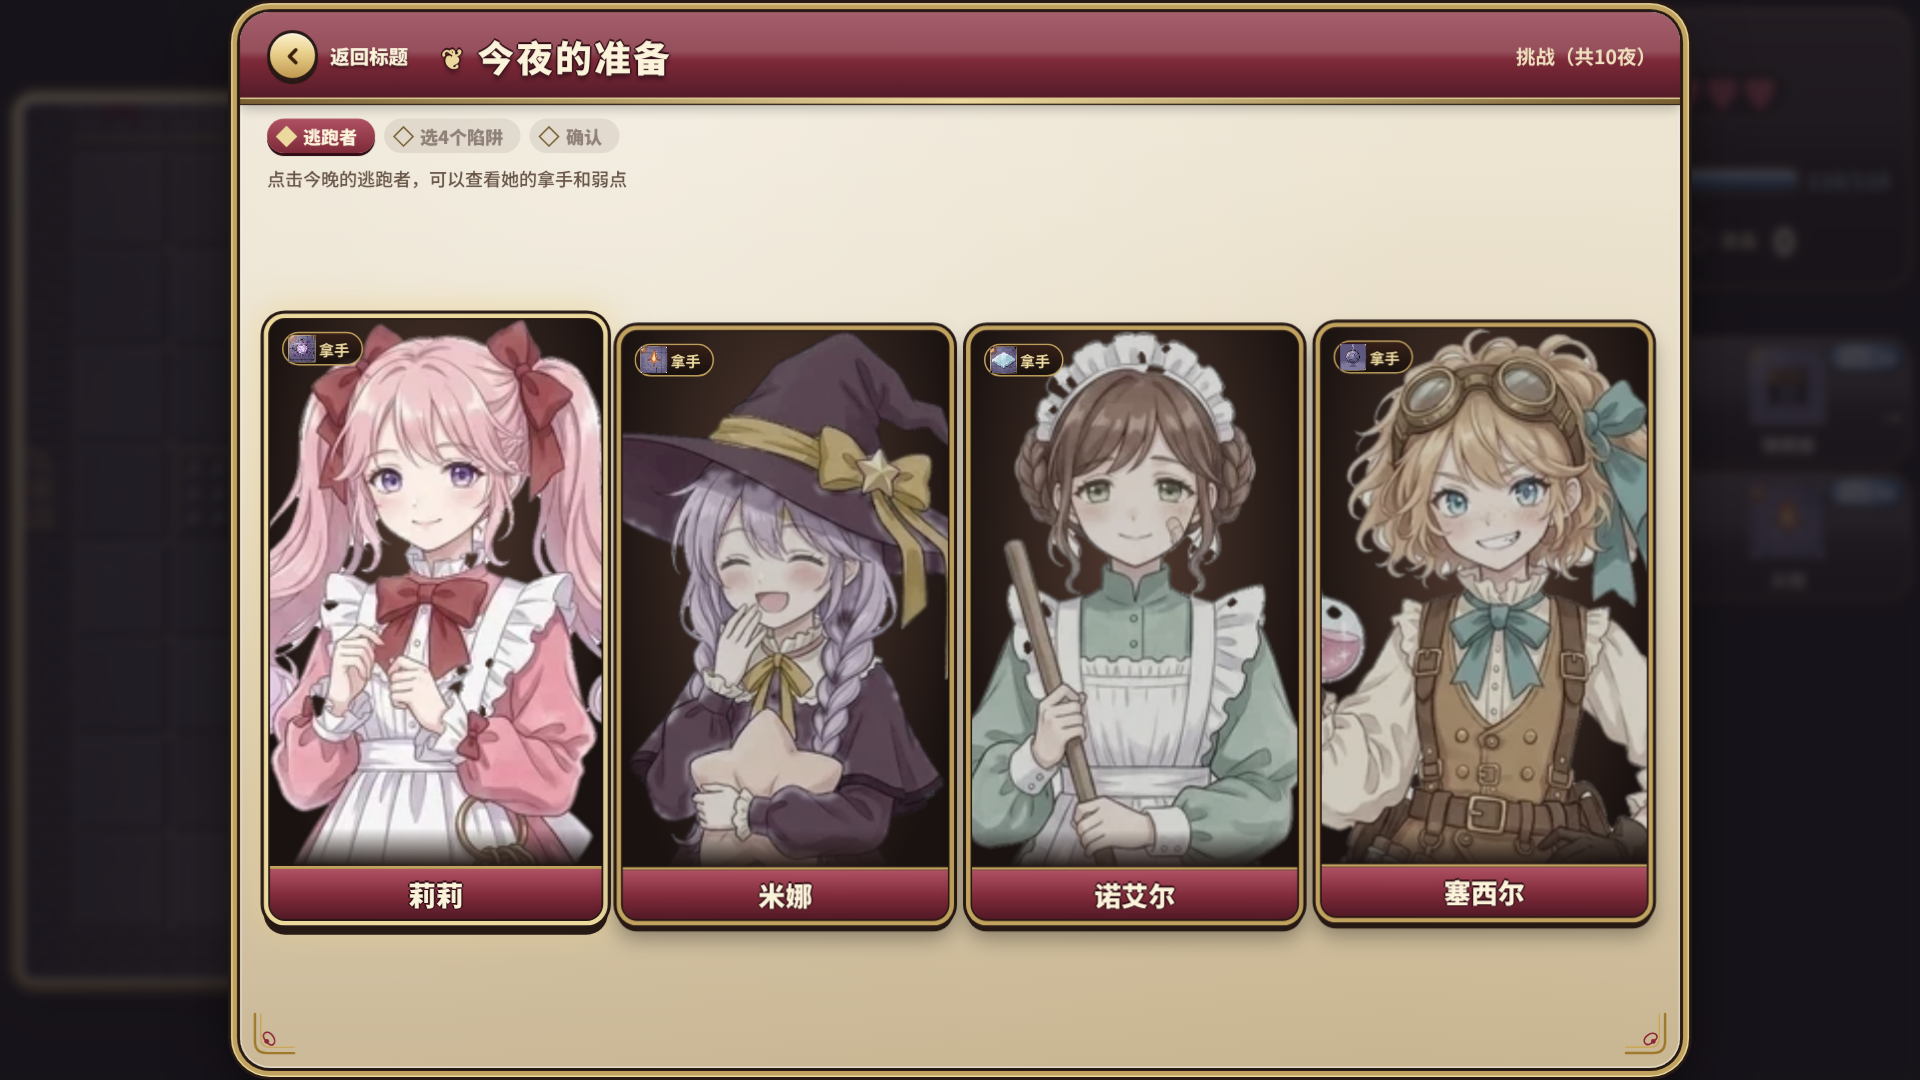 返回标题
今夜的准备
挑战（共10夜）
逃跑者
选4个陷阱
确认
点击今晚的逃跑者，可以查看她的拿手和弱点
拿手
拿手
拿手
拿手
莉莉
米娜
诺艾尔
塞西尔